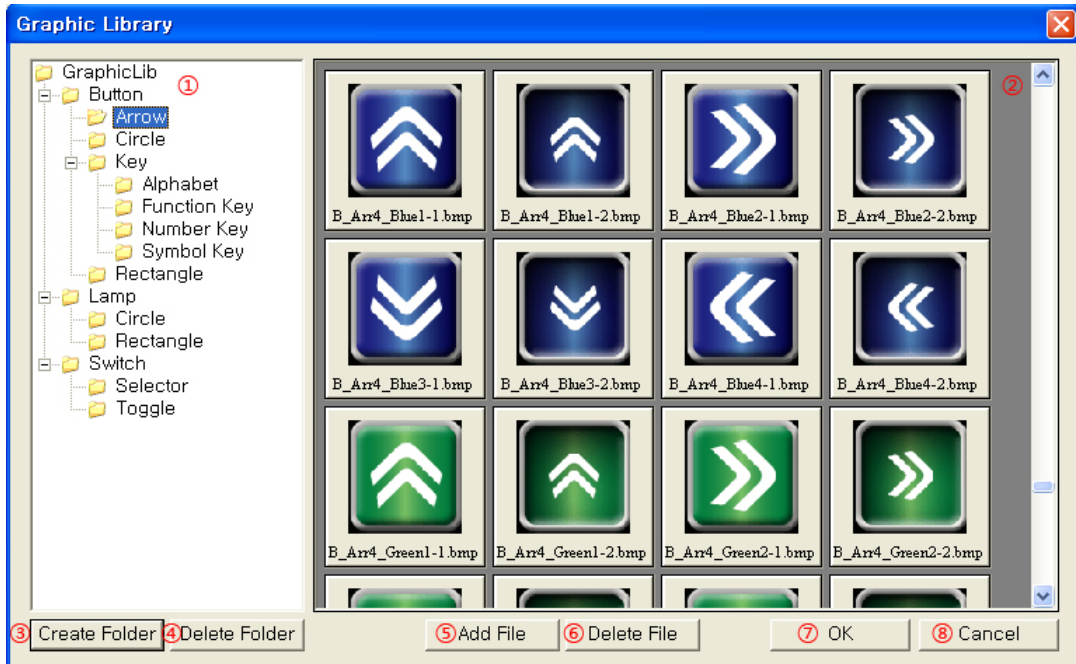 Graphic Library
GraphicLib
①
②
Button
Arrow
Circle
Key
Alphabet
Function Key
Number Key
Symbol Key
Rectangle
Lamp
Circle
Rectangle
Switch
Selector
Toggle
B_Arr4_Blue1-1.bmp B_Arr4_Blue1-2.bmp B_Arr4_Blue2-1.bmp B_Arr4_Blue2-2.bmp
B_Arr4_Blue3-1.bmp B_Arr4_Blue3-2.bmp B_Arr4_Blue4-1.bmp B_Arr4_Blue4-2.bmp
B_Arr4_Green1-1.bmp B_Arr4_Green1-2.bmp B_Arr4_Green2-1.bmp B_Arr4_Green2-2.bmp
③ Create Folder ④ Delete Folder ⑤ Add File ⑥ Delete File ⑦ OK ⑧ Cancel